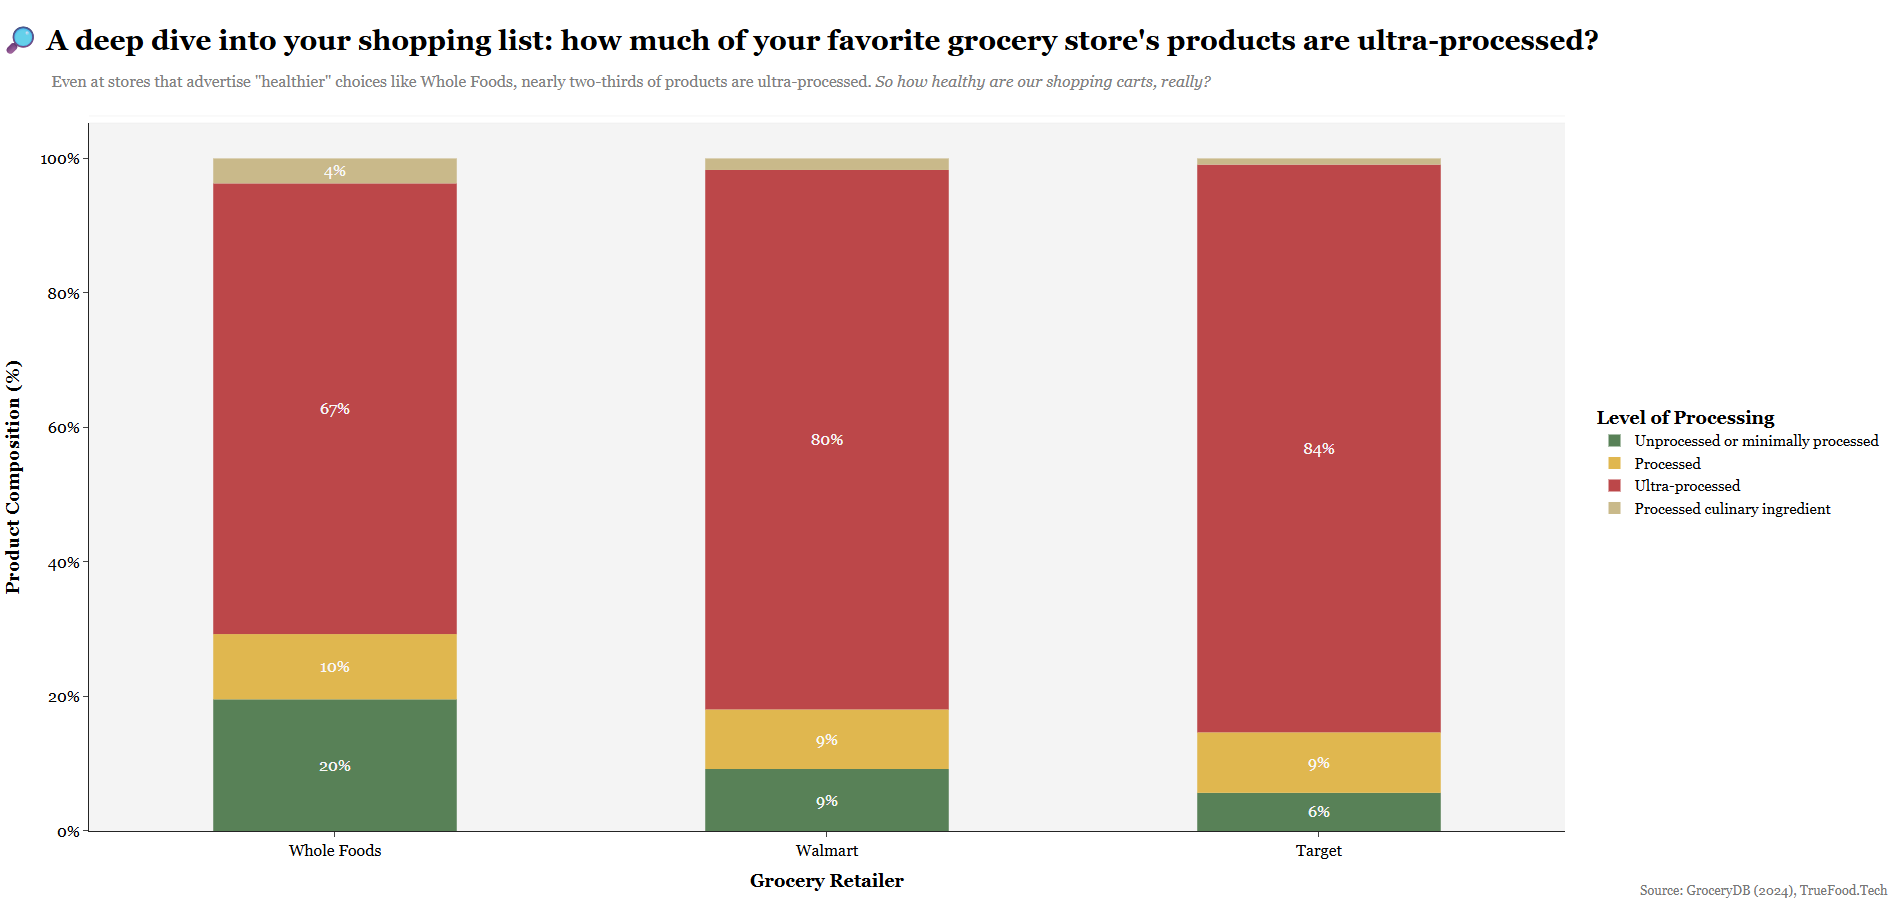 A deep dive into your shopping list: how much of your favorite grocery store's products are ultra-processed?
Even at stores that advertise "healthier" choices like Whole Foods, nearly two-thirds of products are ultra-processed. So how healthy are our shopping carts, really?
Product Composition (%)
100%
80%
60%
40%
20%
0%
4%
67%
10%
20%
80%
9%
9%
84%
9%
6%
Whole Foods
Walmart
Target
Grocery Retailer
Level of Processing
Unprocessed or minimally processed
Processed
Ultra-processed
Processed culinary ingredient
Source: GroceryDB (2024), TrueFood.Tech